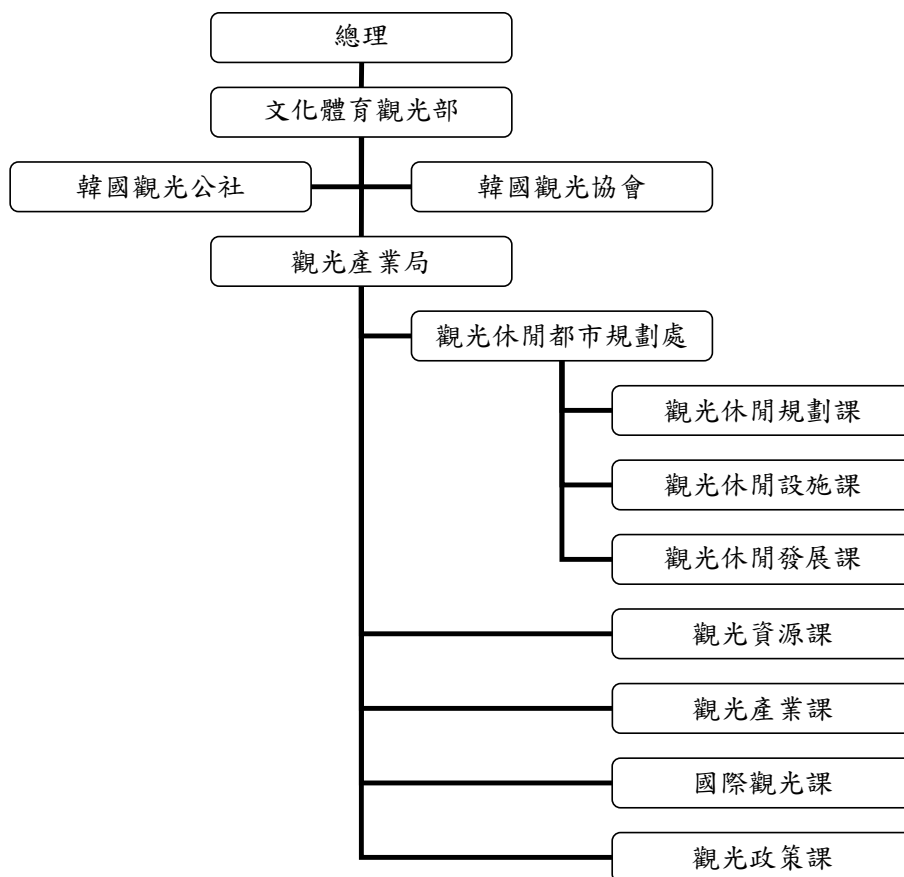 總理
文化體育觀光部
韓國觀光公社
韓國觀光協會
觀光產業局
觀光休閒都市規劃處
觀光休閒規劃課
觀光休閒設施課
觀光休閒發展課
觀光資源課
觀光產業課
國際觀光課
觀光政策課